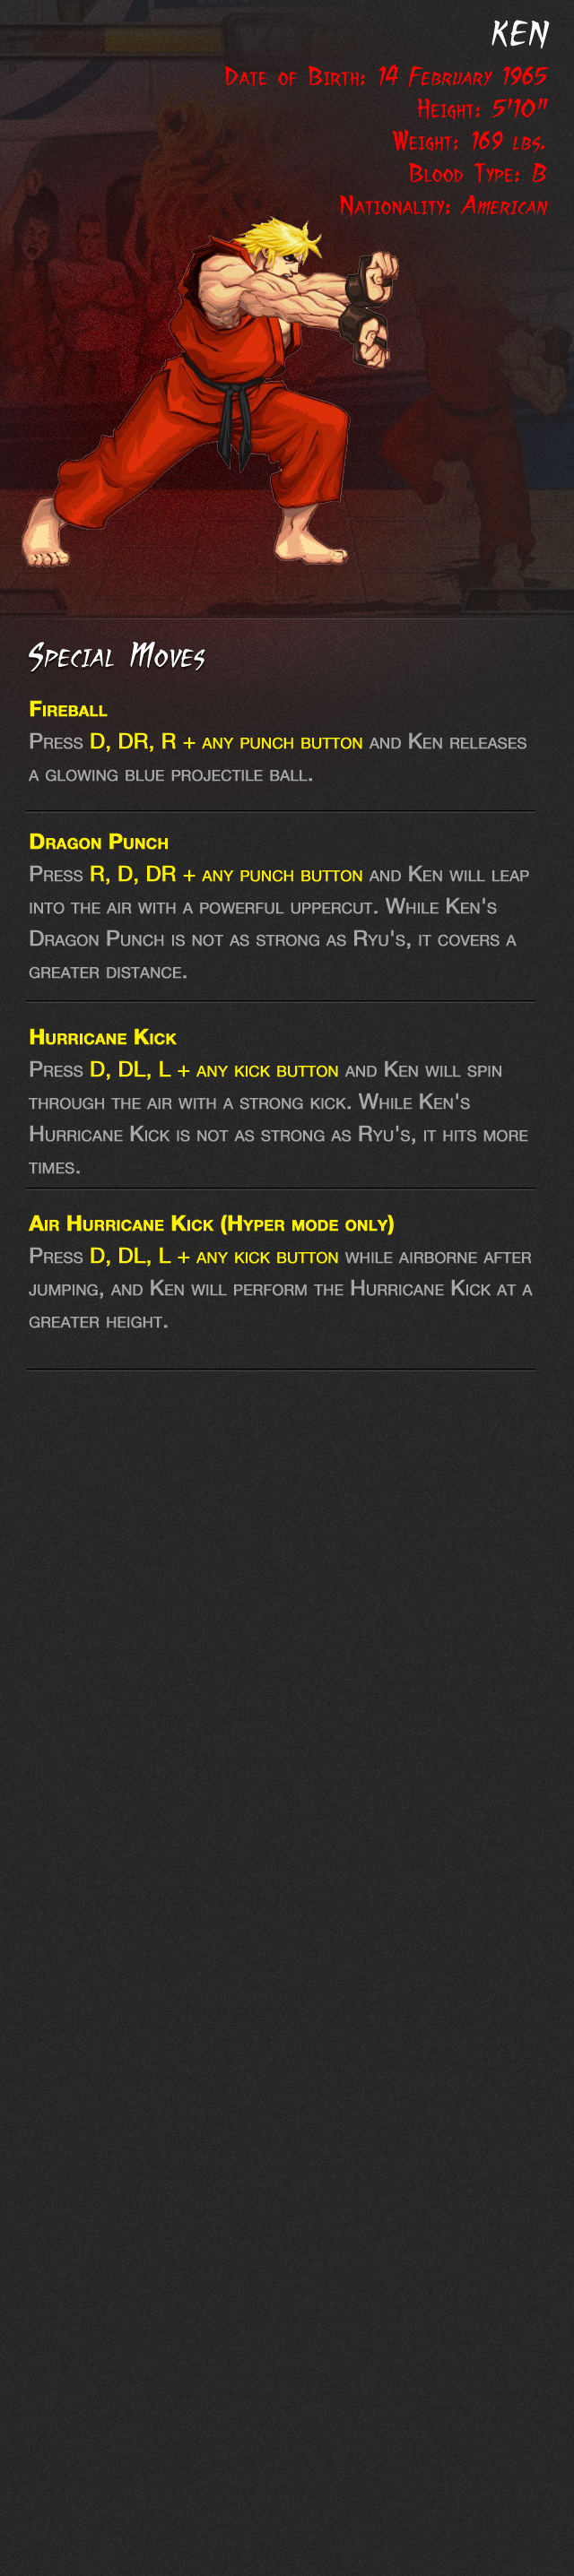 KEN
Date of Birth: 14 February 1965
Height: 5'10"
Weight: 169 lbs.
Blood Type: B
Nationality: American
Special Moves
Fireball
Press D, DR, R + any punch button and Ken releases
a glowing blue projectile ball.
Dragon Punch
Press R, D, DR + any punch button and Ken will leap
into the air with a powerful uppercut. While Ken's
Dragon Punch is not as strong as Ryu's, it covers a
greater distance.
Hurricane Kick
Press D, DL, L + any kick button and Ken will spin
through the air with a strong kick. While Ken's
Hurricane Kick is not as strong as Ryu's, it hits more
times.
Air Hurricane Kick (Hyper mode only)
Press D, DL, L + any kick button while airborne after
jumping, and Ken will perform the Hurricane Kick at a
greater height.